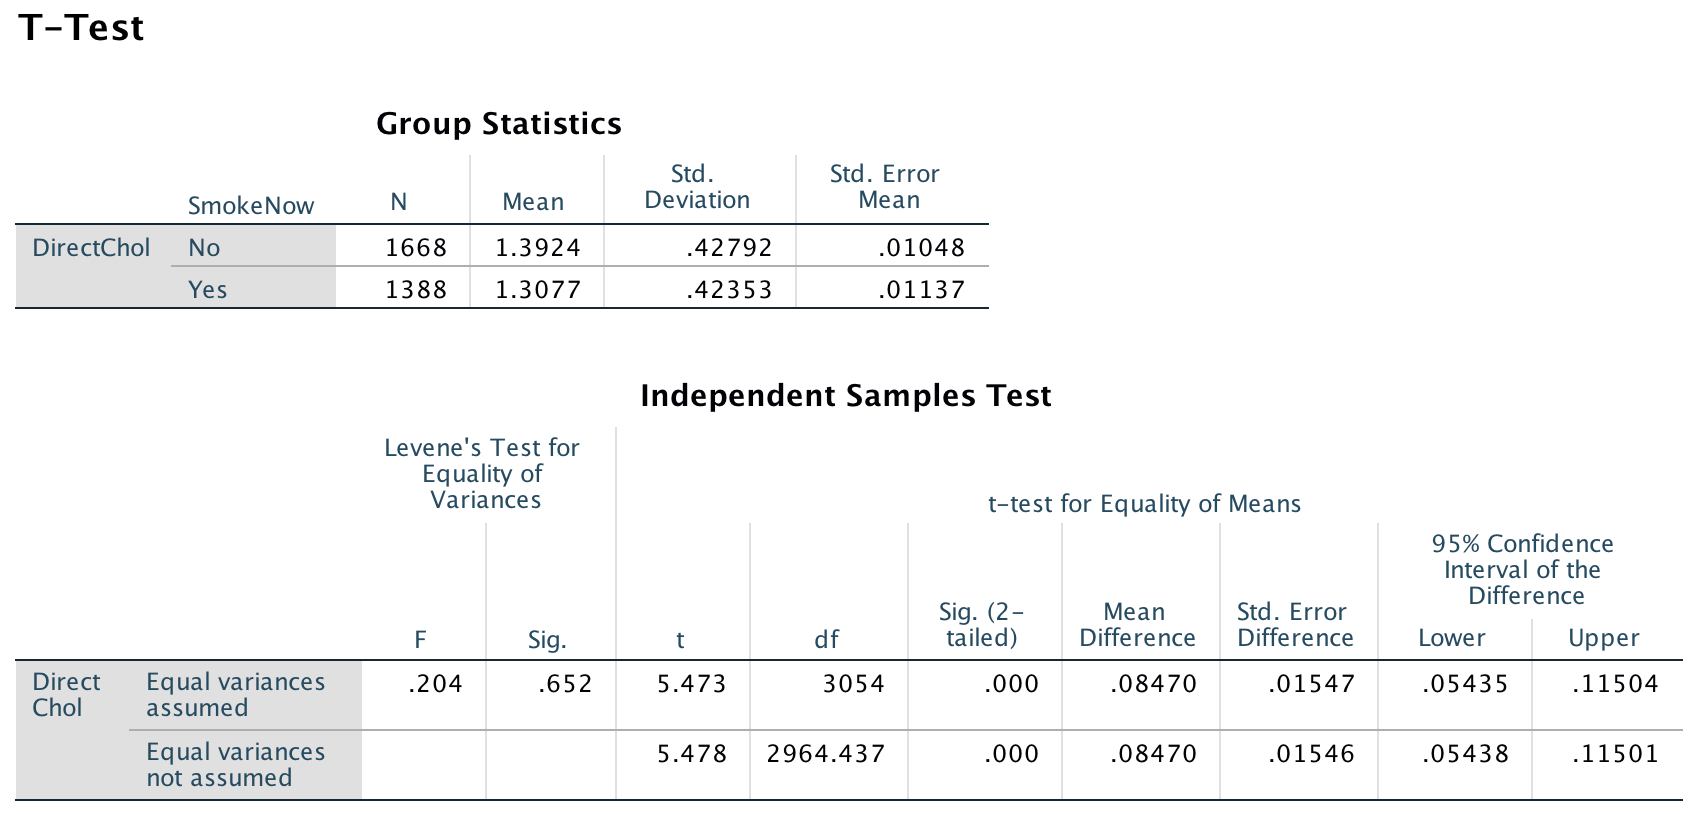 T-Test
Group Statistics
SmokeNow N Mean Std. Deviation Std. Error Mean
DirectChol No 1668 1.3924 .42792 .01048
Yes 1388 1.3077 .42353 .01137
Independent Samples Test
Levene's Test for Equality of Variances
t-test for Equality of Means
95% Confidence Interval of the Difference
F Sig. t df Sig. (2-tailed) Mean Difference Std. Error Difference Lower Upper
Direct Chol Equal variances assumed .204 .652 5.473 3054 .000 .08470 .01547 .05435 .11504
Equal variances not assumed 5.478 2964.437 .000 .08470 .01546 .05438 .11501